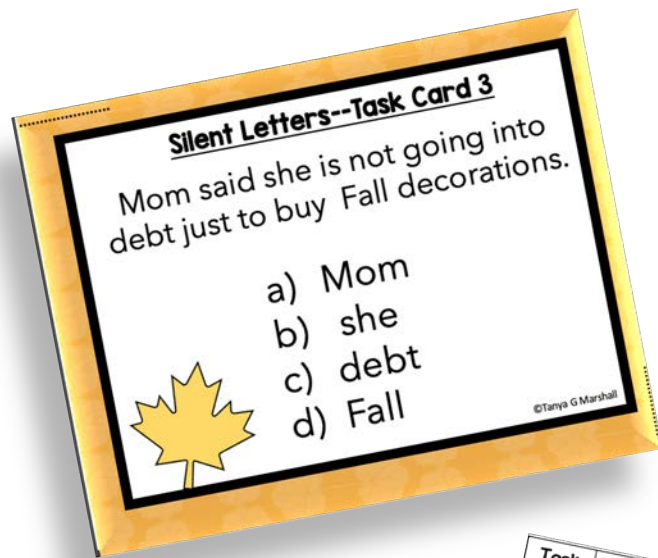 Silent Letters--Task Card 3
Mom said she is not going into
debt just to buy Fall decorations.
a) Mom
b) she
c) debt
d) Fall
©Tanya G Marshall
Task